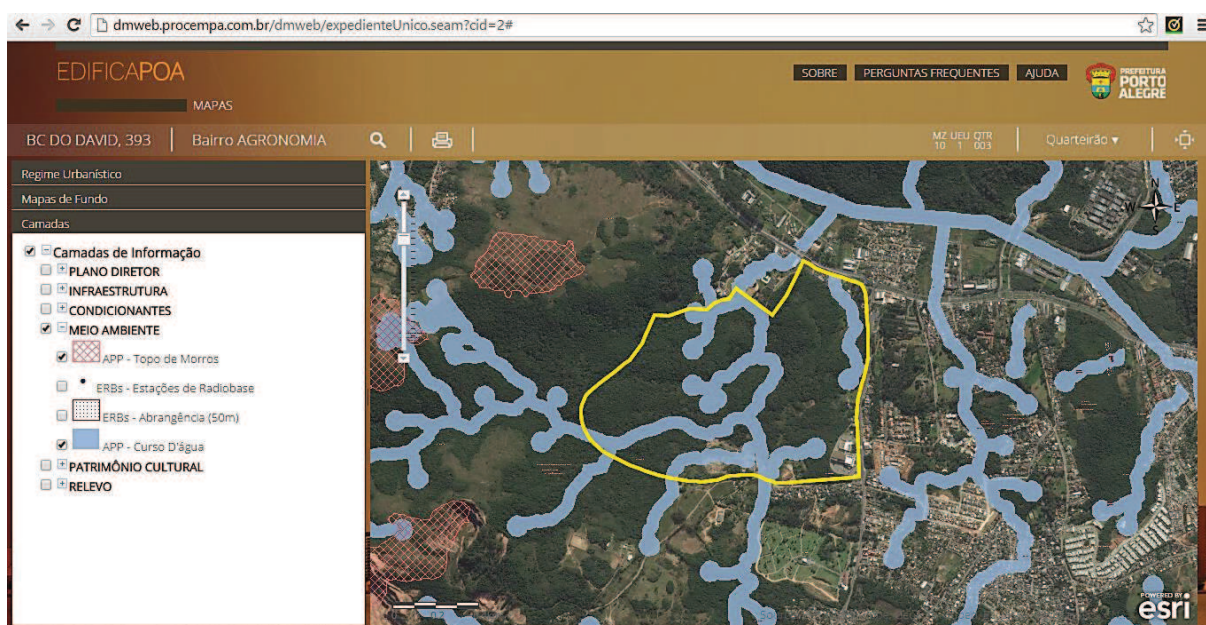 dmweb.procempa.com.br/dmweb/expedienteUnico.seam?cid=2#
EDIFICAPOA
SOBRE
PERGUNTAS FREQUENTES
AJUDA
PREFEITURA
PORTO
ALEGRE
MAPAS
BC DO DAVID, 393
Bairro AGRONOMIA
MZ UEU QTR
10 1 003
Quarteirão ▾
Regime Urbanístico
Mapas de Fundo
Camadas
Camadas de Informação
PLANO DIRETOR
INFRAESTRUTURA
CONDICIONANTES
MEIO AMBIENTE
APP - Topo de Morros
ERBs - Estações de Radiobase
ERBs - Abrangência (50m)
APP - Curso D'água
PATRIMÔNIO CULTURAL
RELEVO
N
W
E
0.2
POWERED BY
esri